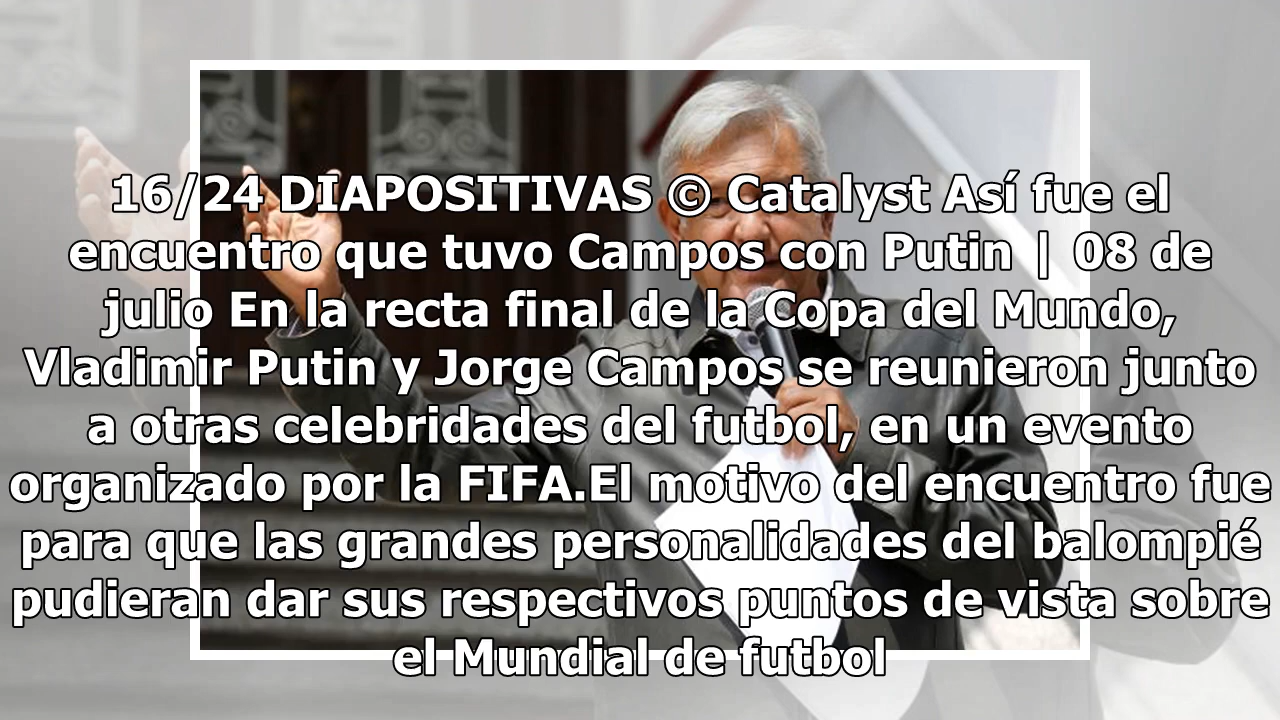 16/24 DIAPOSITIVAS © Catalyst Así fue el
encuentro que tuvo Campos con Putin | 08 de
julio En la recta final de la Copa del Mundo,
Vladimir Putin y Jorge Campos se reunieron junto
a otras celebridades del futbol, en un evento
organizado por la FIFA.El motivo del encuentro fue
para que las grandes personalidades del balompié
pudieran dar sus respectivos puntos de vista sobre
el Mundial de futbol